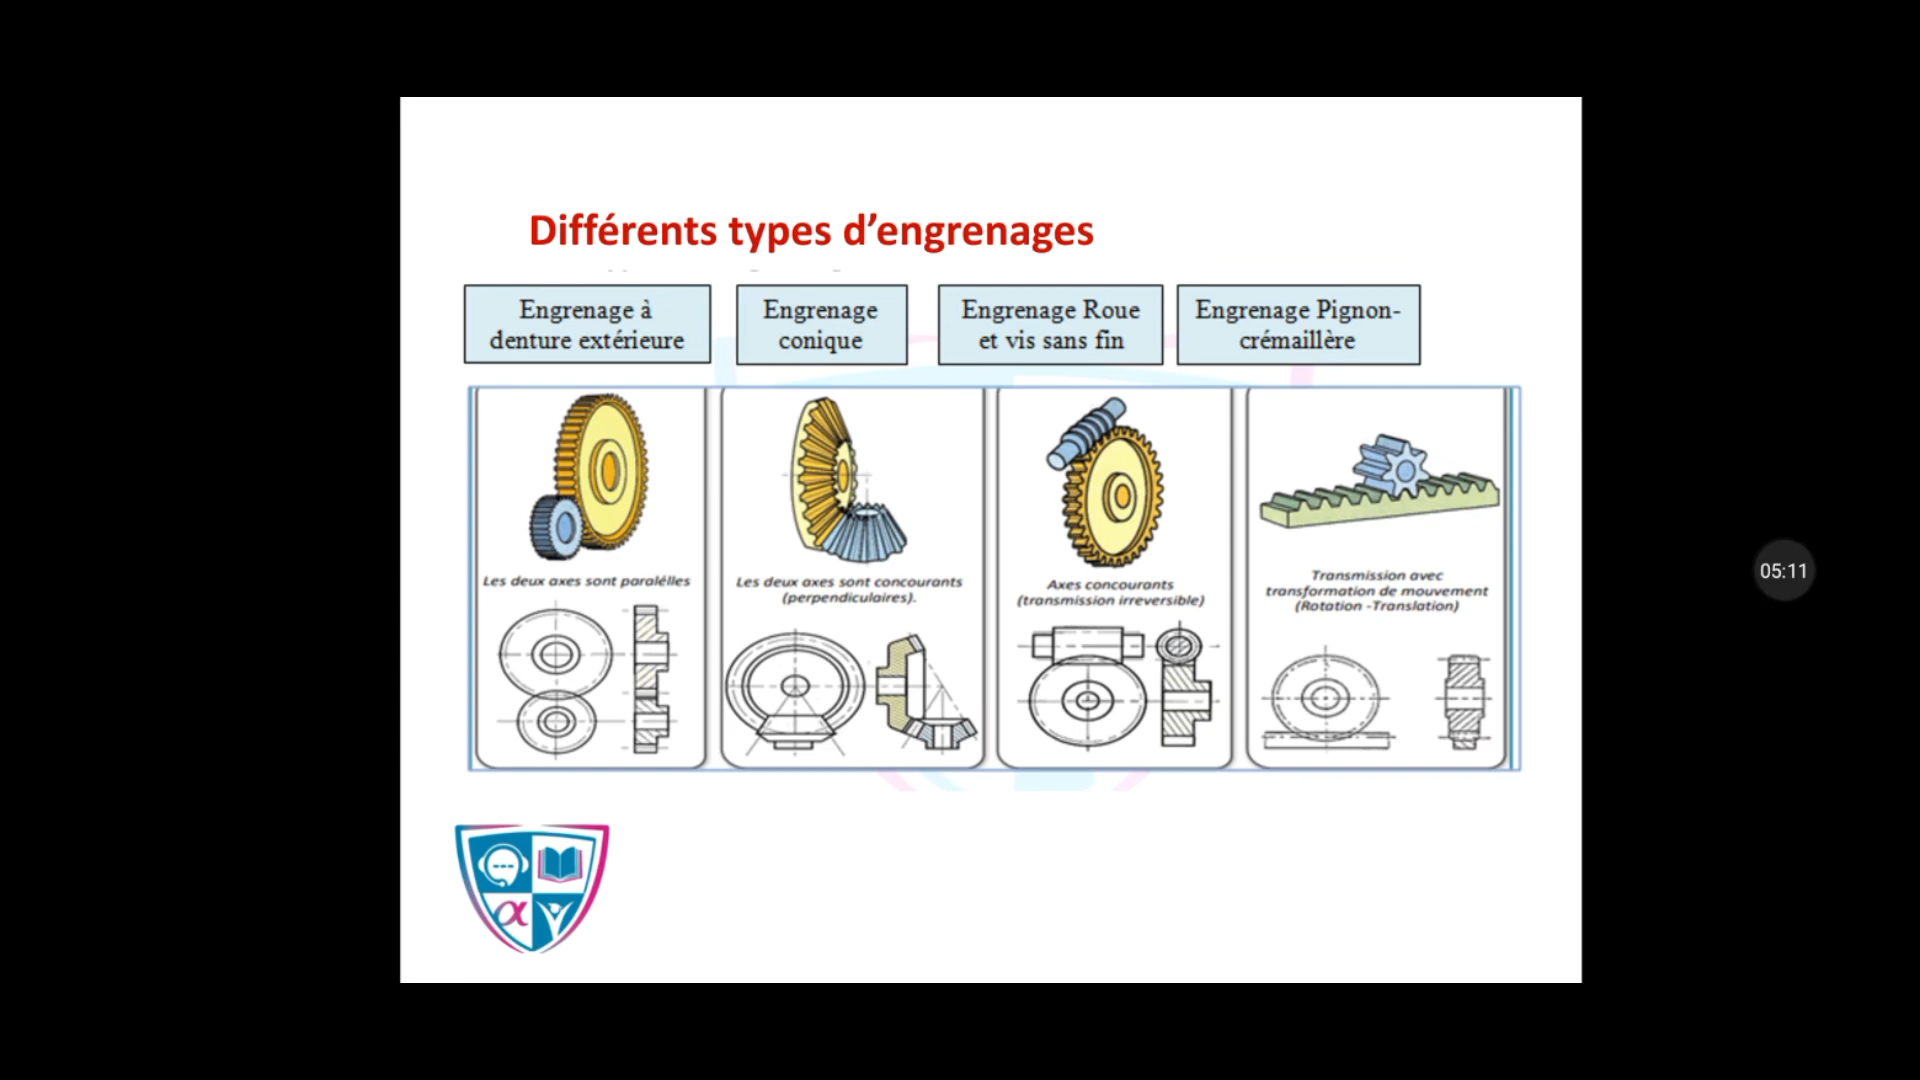 Différents types d’engrenages
Engrenage à
denture extérieure
Engrenage
conique
Engrenage Roue
et vis sans fin
Engrenage Pignon-
crémaillère
Les deux axes sont paralélles
Les deux axes sont concourants
(perpendiculaires).
Axes concourants
(transmission irreversible)
Transmission avec
transformation de mouvement
(Rotation -Translation)
05:11
α